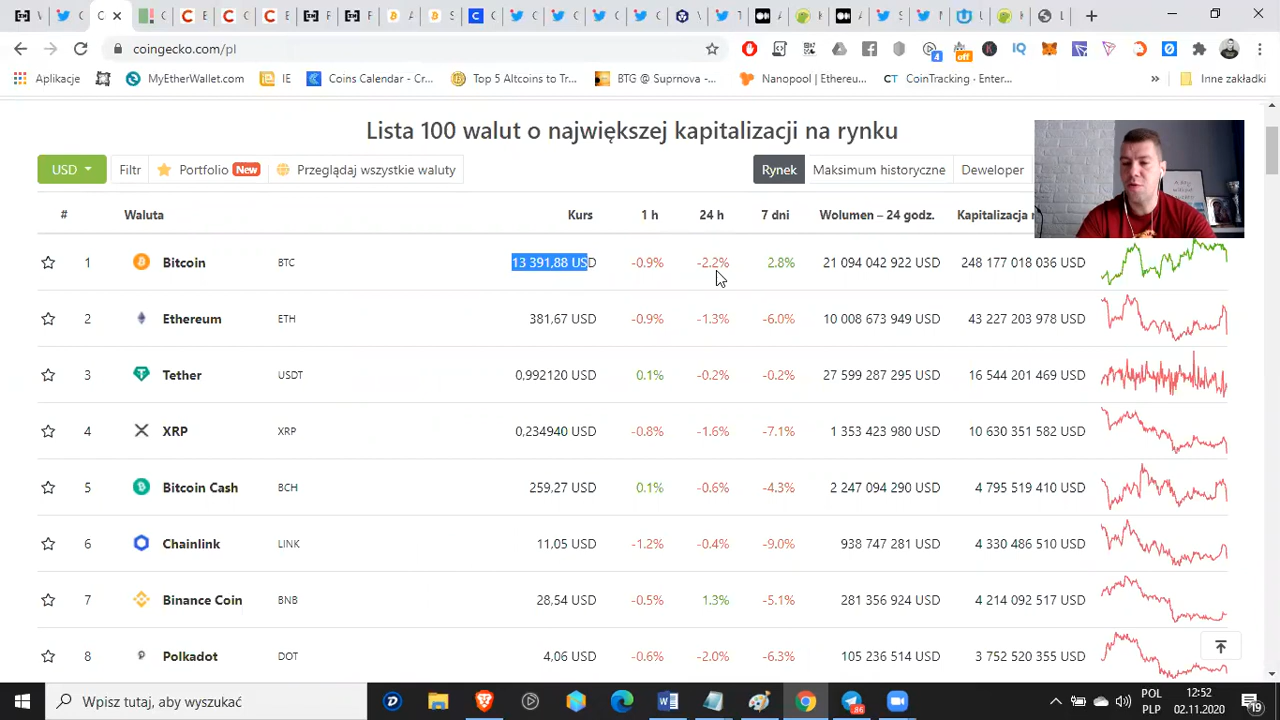 coingecko.com/pl
Aplikacje MyEtherWallet.com IE Coins Calendar - Cr... Top 5 Altcoins to Tr... BTG @ Suprnova -... Nanopool | Ethereu... CT CoinTracking · Enter... » Inne zakładki
Lista 100 walut o największej kapitalizacji na rynku
USD Filtr Portfolio New Przeglądaj wszystkie waluty Rynek Maksimum historyczne Deweloper
# Waluta Kurs 1 h 24 h 7 dni Wolumen – 24 godz. Kapitalizacja
1 Bitcoin BTC 13 391,88 USD -0.9% -2.2% 2.8% 21 094 042 922 USD 248 177 018 036 USD
2 Ethereum ETH 381,67 USD -0.9% -1.3% -6.0% 10 008 673 949 USD 43 227 203 978 USD
3 Tether USDT 0,992120 USD 0.1% -0.2% -0.2% 27 599 287 295 USD 16 544 201 469 USD
4 XRP XRP 0,234940 USD -0.8% -1.6% -7.1% 1 353 423 980 USD 10 630 351 582 USD
5 Bitcoin Cash BCH 259.27 USD 0.1% -0.6% -4.3% 2 247 094 290 USD 4 795 519 410 USD
6 Chainlink LINK 11,05 USD -1.2% -0.4% -9.0% 938 747 281 USD 4 330 486 510 USD
7 Binance Coin BNB 28,54 USD -0.5% 1.3% -5.1% 281 356 924 USD 4 214 092 517 USD
8 Polkadot DOT 4,06 USD -0.6% -2.0% -6.3% 105 236 514 USD 3 752 520 355 USD
Wpisz tutaj, aby wyszukać
POL
PLP
12:52
02.11.2020